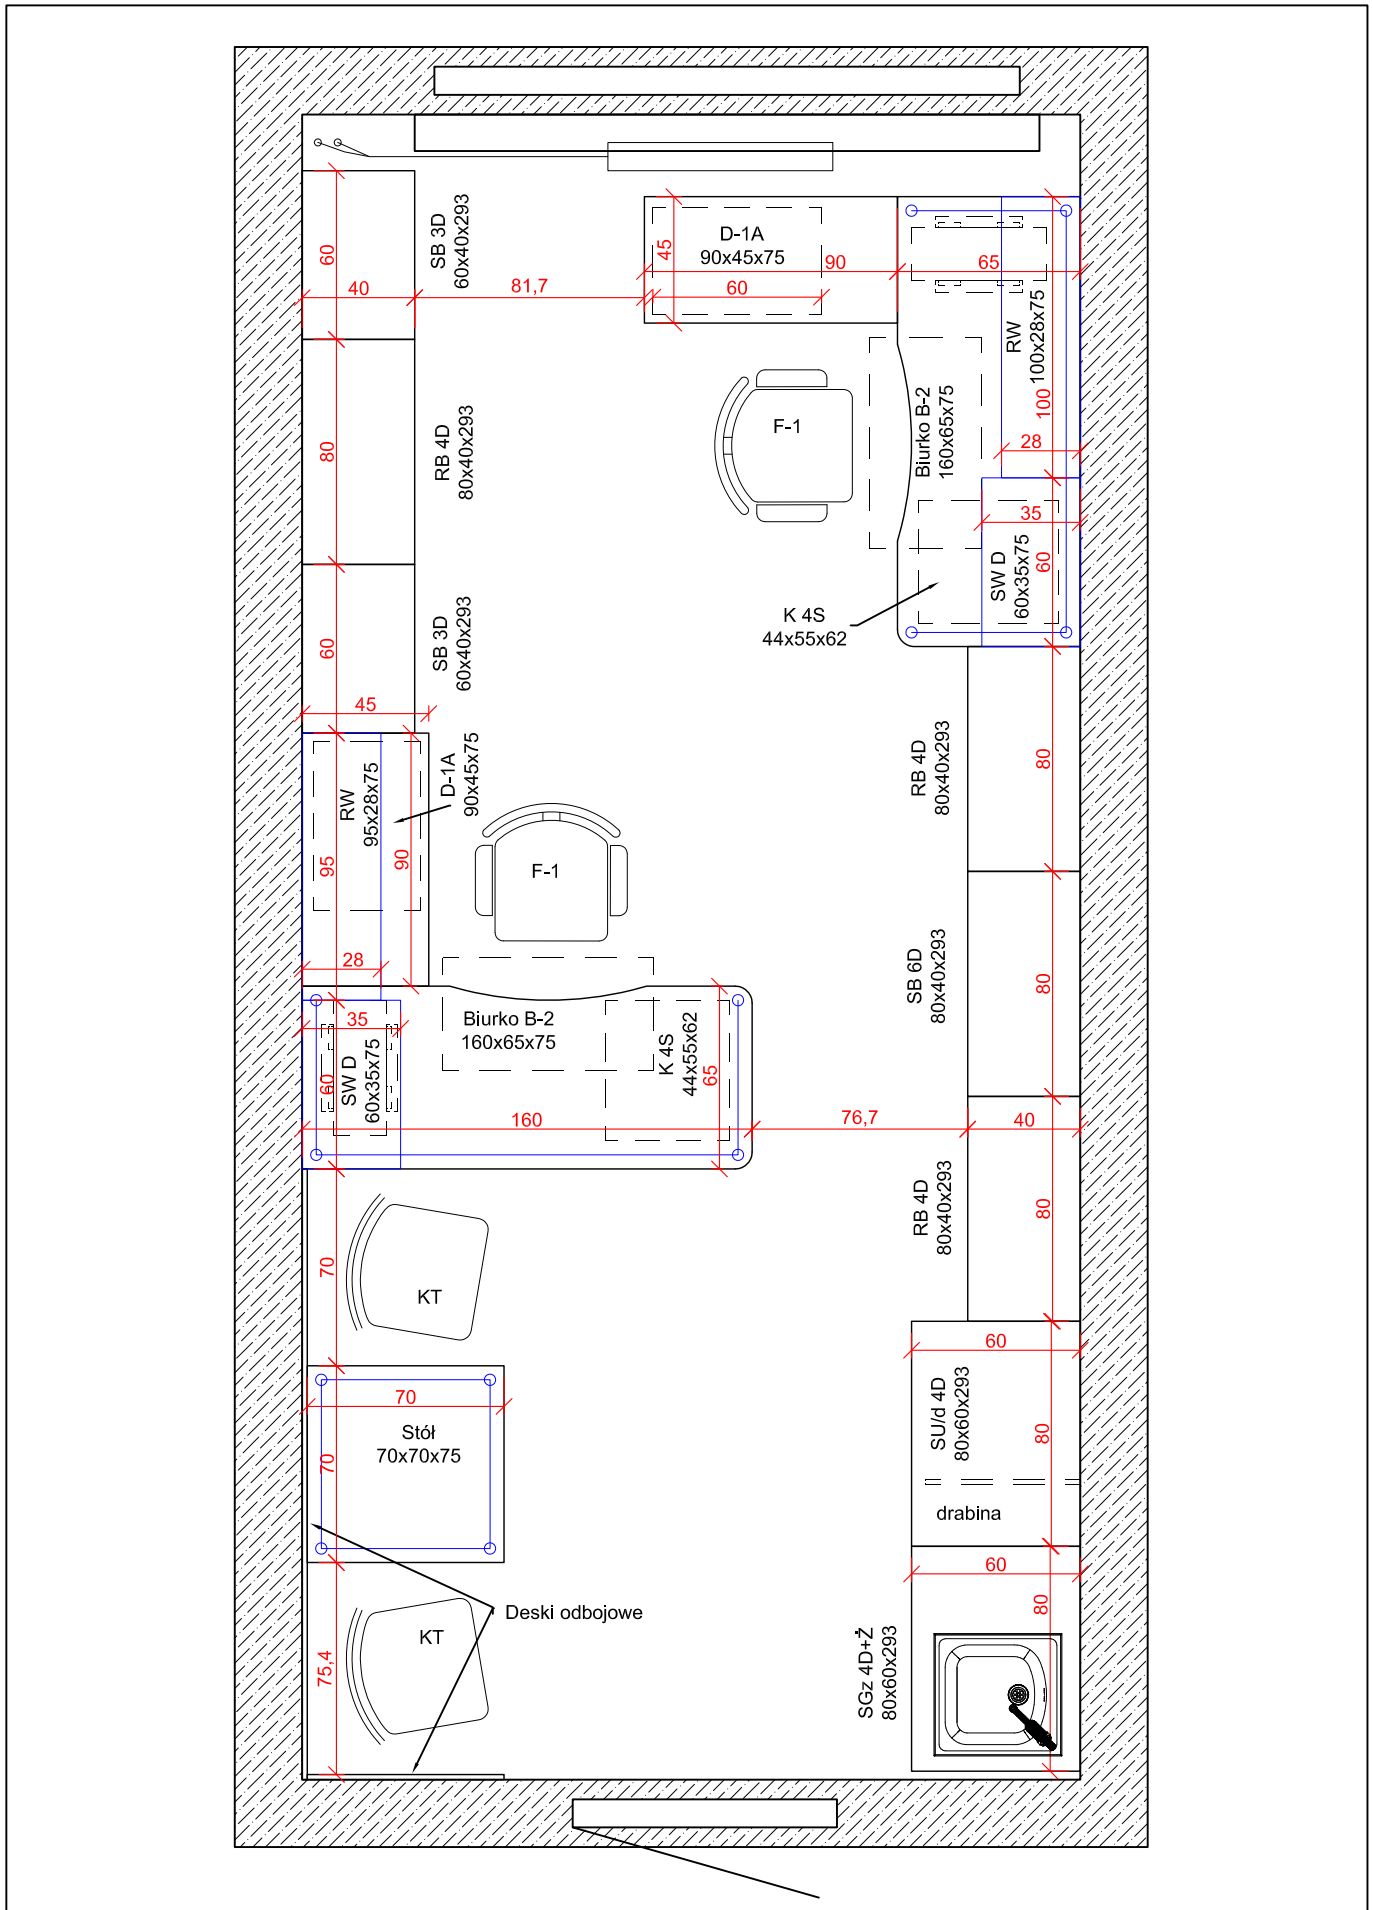 SB 3D
60x40x293
60
40
81,7
D-1A
90x45x75
45
90
60
65
RW
100x28x75
100
28
RB 4D
80x40x293
80
F-1
Biurko B-2
160x65x75
35
SW D
60x35x75
60
K 4S
44x55x62
SB 3D
60x40x293
60
45
RW
95x28x75
95
90
28
D-1A
90x45x75
F-1
RB 4D
80x40x293
80
SB 6D
80x40x293
80
35
SW D
60x35x75
60
Biurko B-2
160x65x75
K 4S
44x55x62
65
160
76,7
40
RB 4D
80x40x293
80
70
KT
60
SU/d 4D
80x60x293
80
drabina
70
Stół
70x70x75
70
60
80
Deski odbojowe
KT
75,4
SGz 4D+Ż
80x60x293